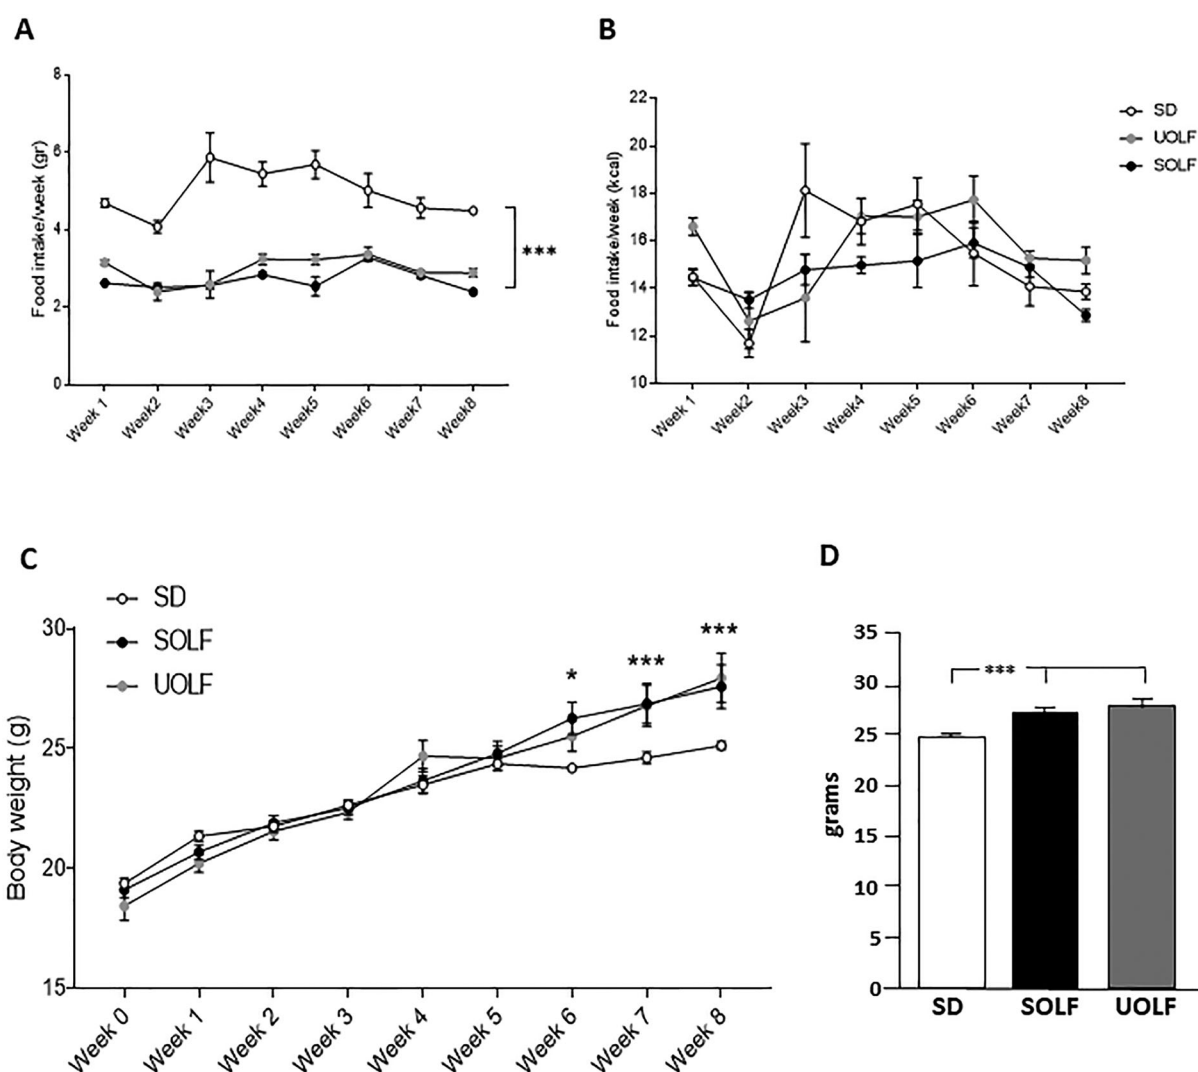 A
8
6
4
2
0
Food intake/week (gr)
***
Week 1
Week2
Week3
Week4
Week5
Week6
Week7
Week8
B
22
20
18
16
14
12
10
Food intake/week (kcal)
SD
UOLF
SOLF
Week 1
Week2
Week3
Week4
Week5
Week6
Week7
Week8
C
SD
SOLF
UOLF
30
25
20
15
Body weight (g)
*
***
***
Week 0
Week 1
Week 2
Week 3
Week 4
Week 5
Week 6
Week 7
Week 8
D
35
30
25
20
15
10
5
0
grams
***
SD
SOLF
UOLF